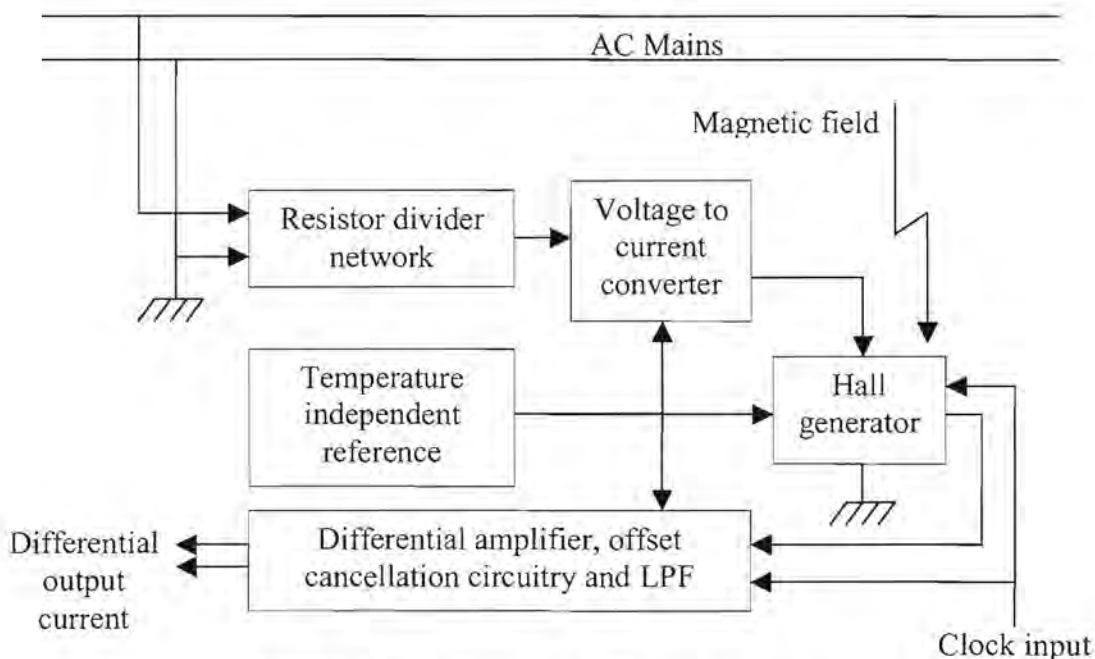 AC Mains
Magnetic field
Resistor divider
network
Voltage to
current
converter
Temperature
independent
reference
Hall
generator
Differential
output
current
Differential amplifier, offset
cancellation circuitry and LPF
Clock input